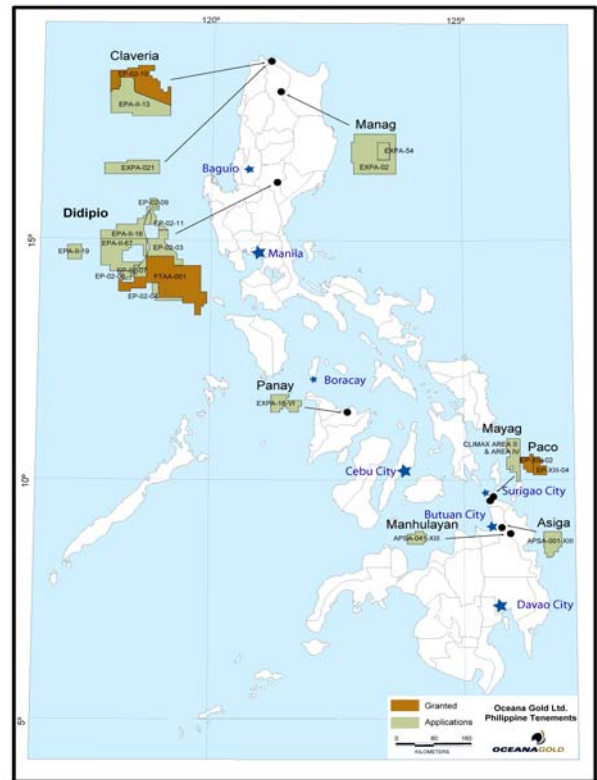 120°
125°
Claveria
EP-02-10
EPA-II-13
Manag
EXPA-54
EXPA-02
EXPA-021
Baguio
EP-02-09
Didipio
EP-02-11
EPA-II-16
15°
EPA-II-67
EP-02-03
EPA-II-19
Manila
FTAA-001
EP-02-04
Boracay
Panay
EXPA-16-VI
Mayag
CLIMAX AREA II
& AREA IV
Paco
EP-XIII-04
Cebu City
10°
Surigao City
Butuan City
Manhulayan
Asiga
APSA-041-XIII
APSA-001-XIII
Davao City
5°
Granted
Applications
Oceana Gold Ltd.
Philippine Tenements
0 80 160
KILOMETERS
OCEANAGOLD